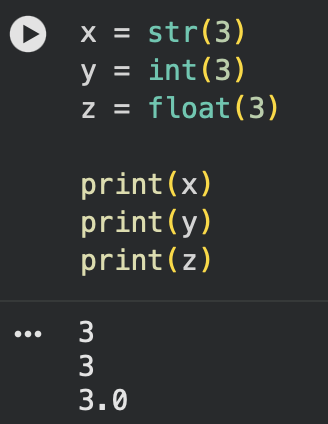 x = str(3)
y = int(3)
z = float(3)
print(x)
print(y)
print(z)
3
3
3.0